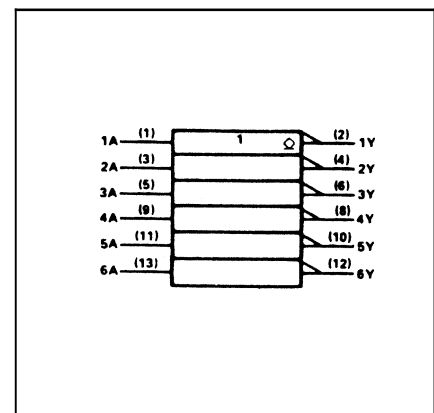 1A (1) 1 ◇ (2) 1Y
2A (3) (4) 2Y
3A (5) (6) 3Y
4A (9) (8) 4Y
5A (11) (10) 5Y
6A (13) (12) 6Y